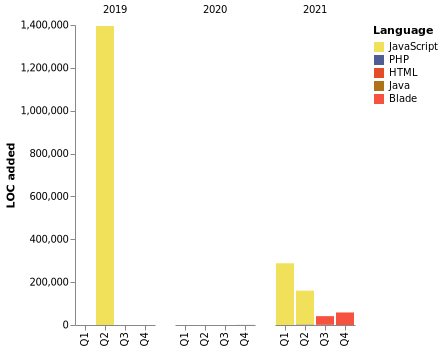 2019 2020 2021
LOC added
1,400,000
1,200,000
1,000,000
800,000
600,000
400,000
200,000
0
Q1 Q2 Q3 Q4 Q1 Q2 Q3 Q4 Q1 Q2 Q3 Q4
Language
JavaScript
PHP
HTML
Java
Blade